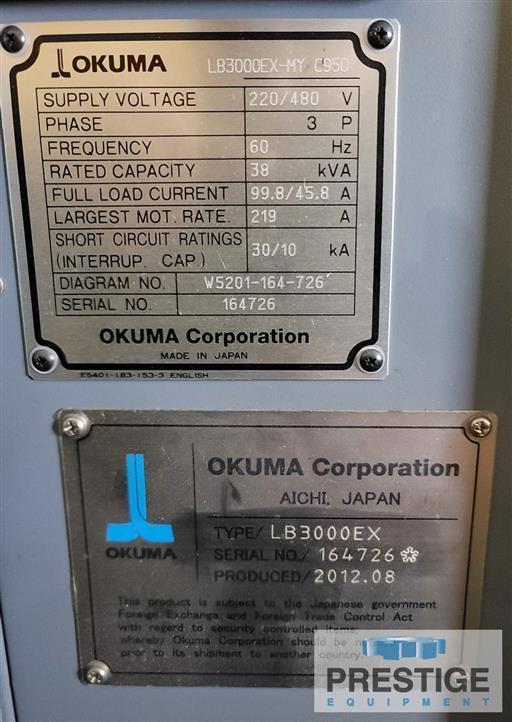 OKUMA LB3000EX-MY C950
SUPPLY VOLTAGE 220/480 V
PHASE 3 P
FREQUENCY 60 Hz
RATED CAPACITY 38 kVA
FULL LOAD CURRENT 99.8/45.8 A
LARGEST MOT. RATE. 219 A
SHORT CIRCUIT RATINGS
(INTERRUP. CAP.) 30/10 kA
DIAGRAM NO. W5201-164-726
SERIAL NO. 164726
OKUMA Corporation
MADE IN JAPAN
E5401-183-153-3 ENGLISH
OKUMA
OKUMA Corporation
AICHI, JAPAN
TYPE/ LB3000EX
SERIAL NO./ 164726
PRODUCED/ 2012.08
This product is subject to the Japanese government
Foreign Exchange and Foreign Trade Control Act
with regard to security controlled items;
whereby Okuma Corporation should be
prior to its shipment to another country.
PRESTIGE
EQUIPMENT